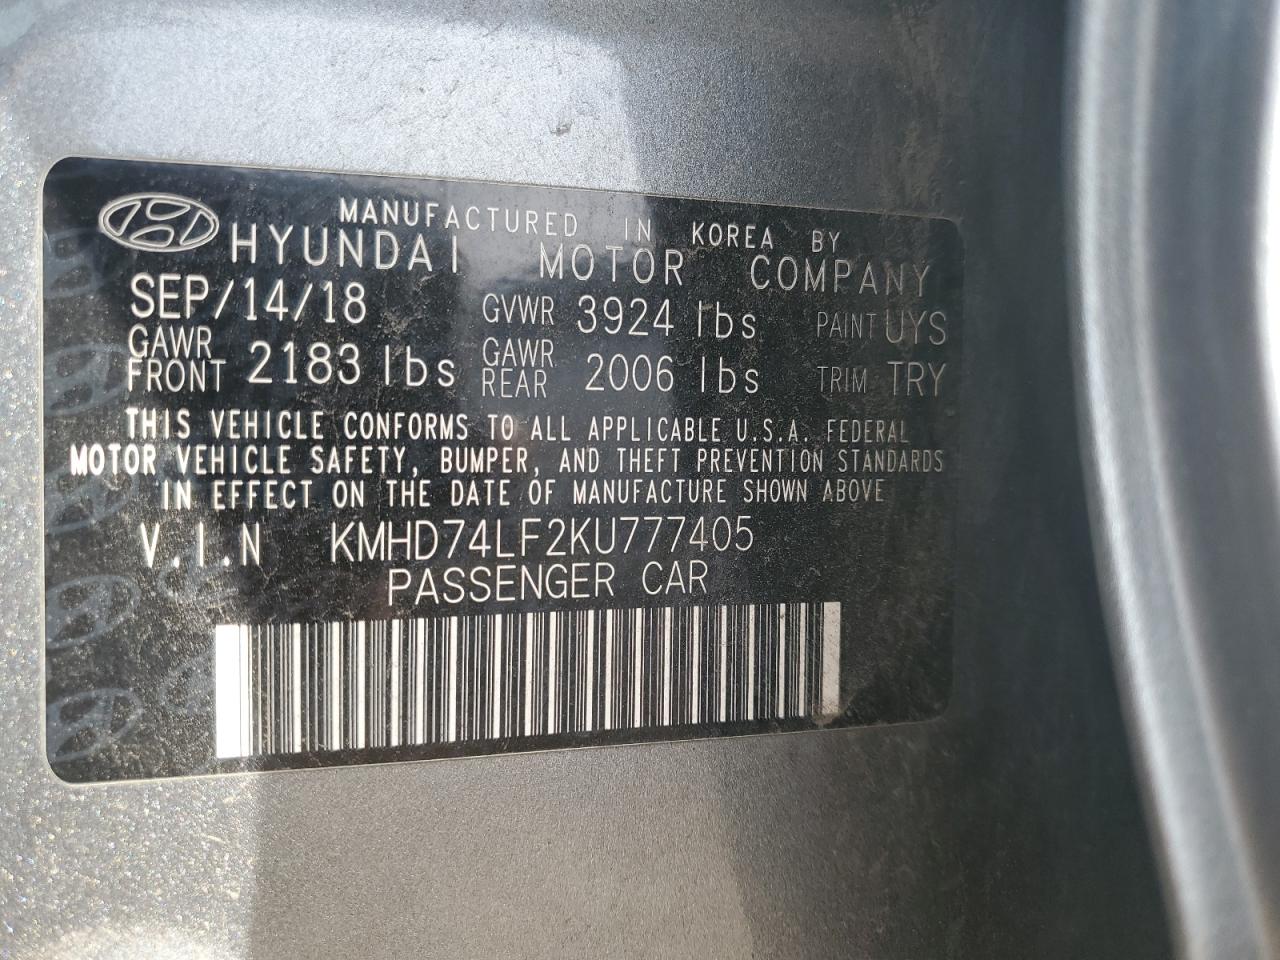 MANUFACTURED IN KOREA BY
HYUNDAI MOTOR COMPANY
SEP/14/18 GVWR 3924 lbs PAINT UYS
GAWR FRONT 2183 lbs GAWR REAR 2006 lbs TRIM TRY
THIS VEHICLE CONFORMS TO ALL APPLICABLE U.S.A. FEDERAL
MOTOR VEHICLE SAFETY, BUMPER, AND THEFT PREVENTION STANDARDS
IN EFFECT ON THE DATE OF MANUFACTURE SHOWN ABOVE
V.I.N KMHD74LF2KU777405
PASSENGER CAR